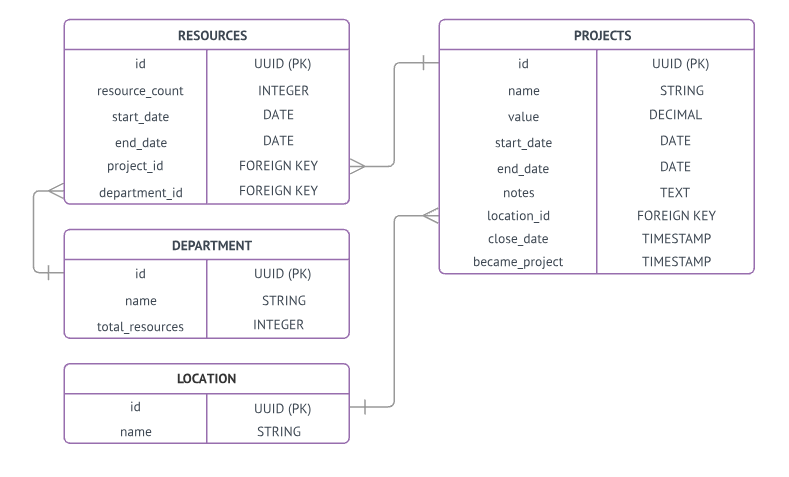 RESOURCES
id UUID (PK)
resource_count INTEGER
start_date DATE
end_date DATE
project_id FOREIGN KEY
department_id FOREIGN KEY
DEPARTMENT
id UUID (PK)
name STRING
total_resources INTEGER
LOCATION
id UUID (PK)
name STRING
PROJECTS
id UUID (PK)
name STRING
value DECIMAL
start_date DATE
end_date DATE
notes TEXT
location_id FOREIGN KEY
close_date TIMESTAMP
became_project TIMESTAMP